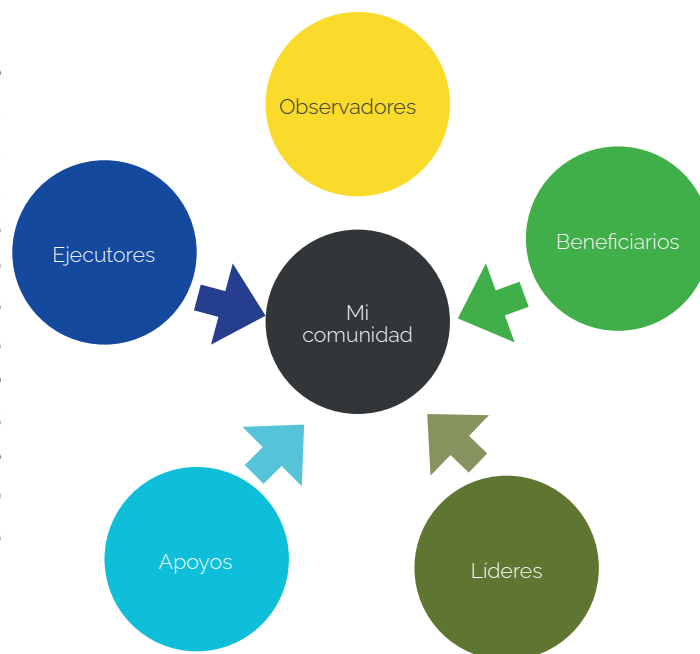 Observadores
Ejecutores
Beneficiarios
Mi
comunidad
Apoyos
Líderes